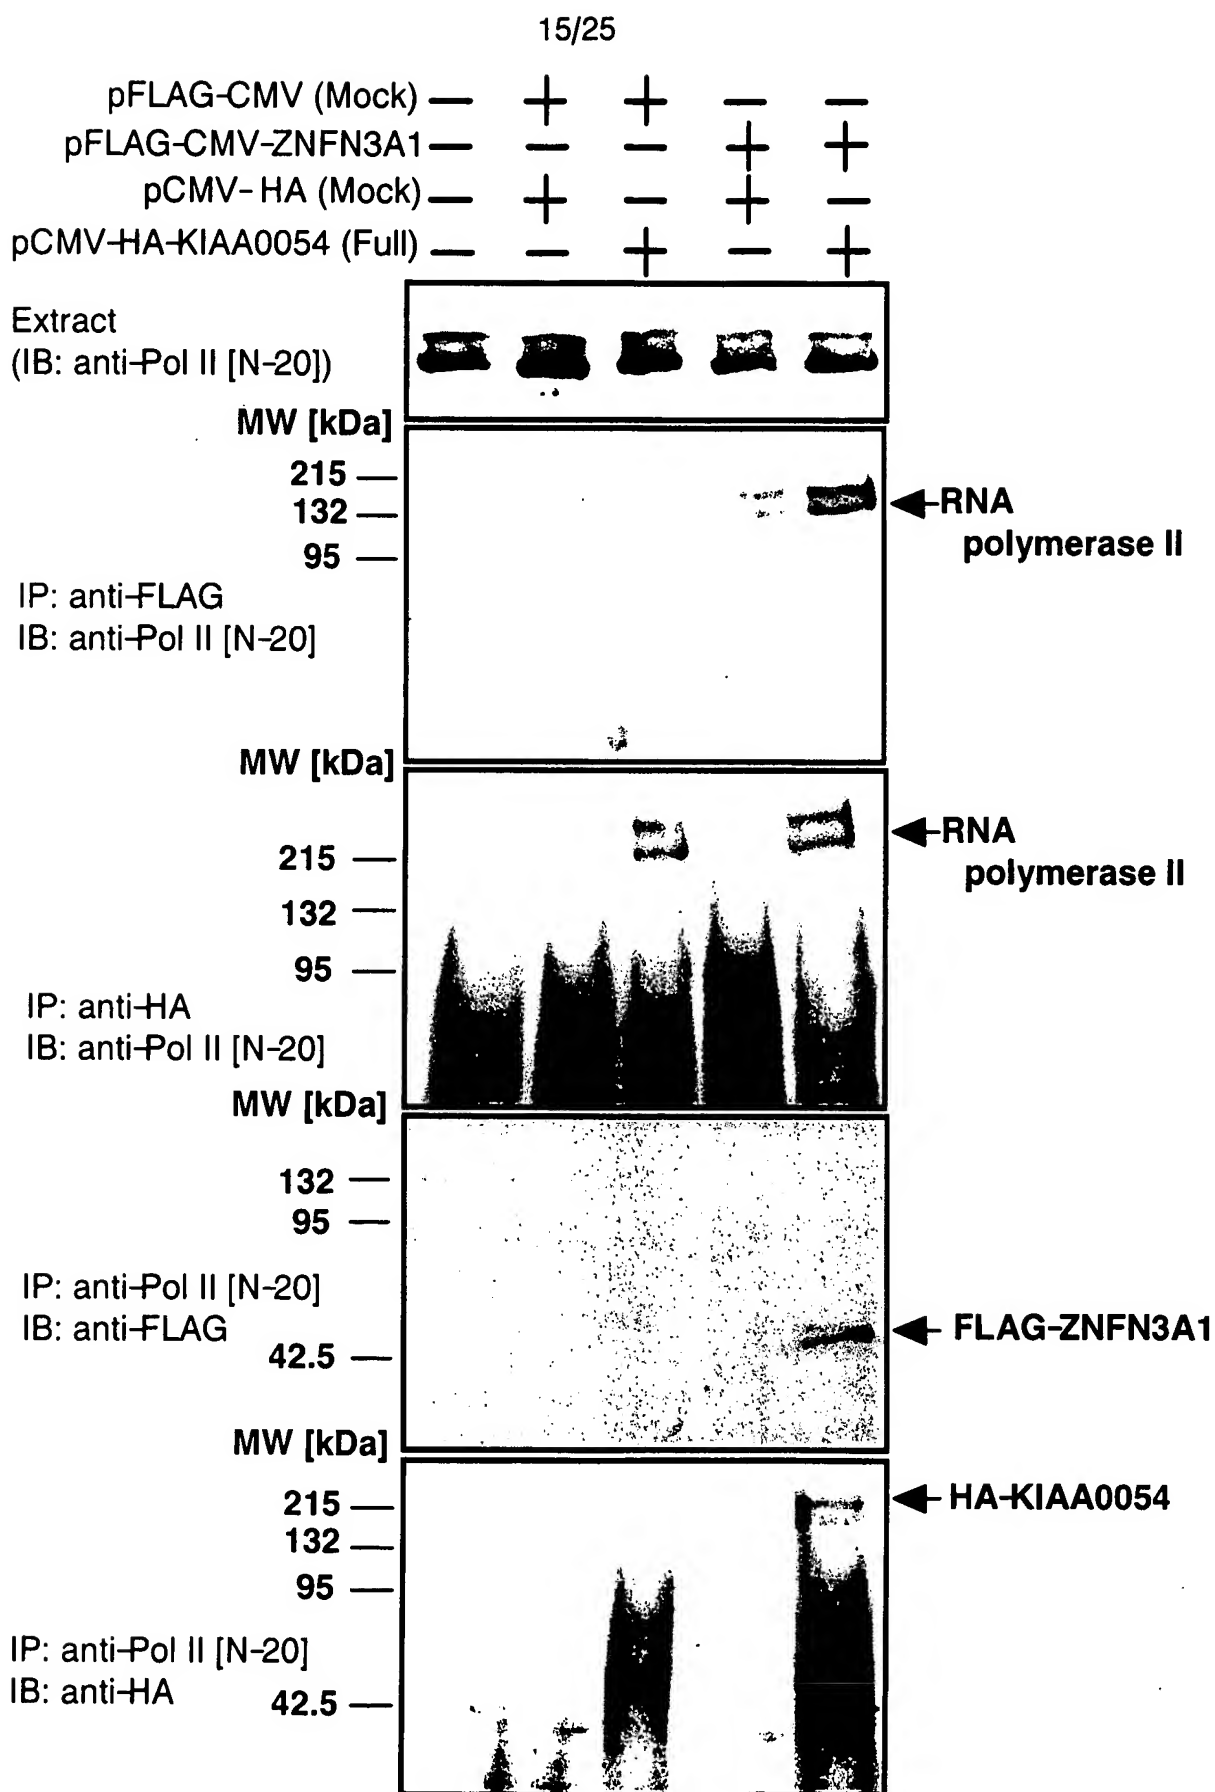 15/25
pFLAG-CMV (Mock) — + + — —
pFLAG-CMV-ZNFN3A1 — — — + +
pCMV-HA (Mock) — + — + —
pCMV-HA-KIAA0054 (Full) — — + — +
Extract
(IB: anti-Pol II [N-20])
MW [kDa]
215 —
132 —
95 —
RNA
polymerase II
IP: anti-FLAG
IB: anti-Pol II [N-20]
MW [kDa]
215 —
132 —
95 —
RNA
polymerase II
IP: anti-HA
IB: anti-Pol II [N-20]
MW [kDa]
132 —
95 —
IP: anti-Pol II [N-20]
IB: anti-FLAG
42.5 —
FLAG-ZNFN3A1
MW [kDa]
215 —
132 —
95 —
HA-KIAA0054
IP: anti-Pol II [N-20]
IB: anti-HA
42.5 —